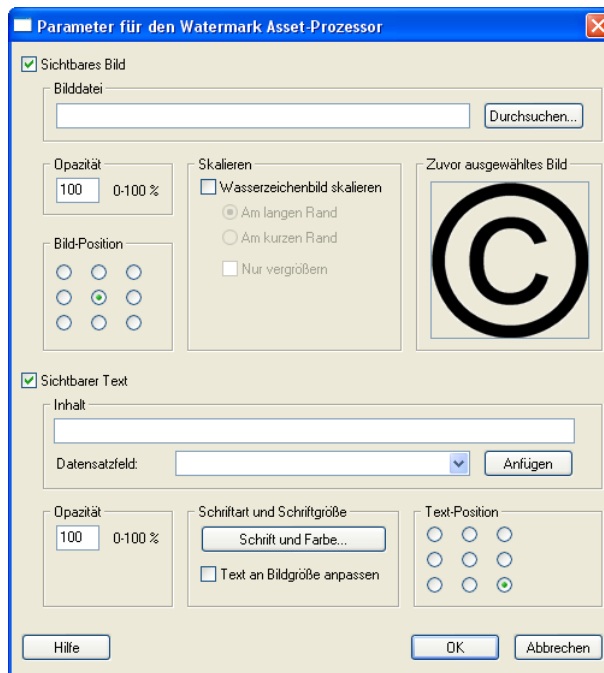 Parameter für den Watermark Asset-Prozessor
Sichtbares Bild
Bilddatei
Durchsuchen...
Opazität
100 0-100 %
Skalieren
Wasserzeichenbild skalieren
Am langen Rand
Am kurzen Rand
Nur vergrößern
Zuvor ausgewähltes Bild
C
Bild-Position
Sichtbarer Text
Inhalt
Datensatzfeld:
Anfügen
Opazität
100 0-100 %
Schriftart und Schriftgröße
Schrift und Farbe...
Text an Bildgröße anpassen
Text-Position
Hilfe
OK
Abbrechen